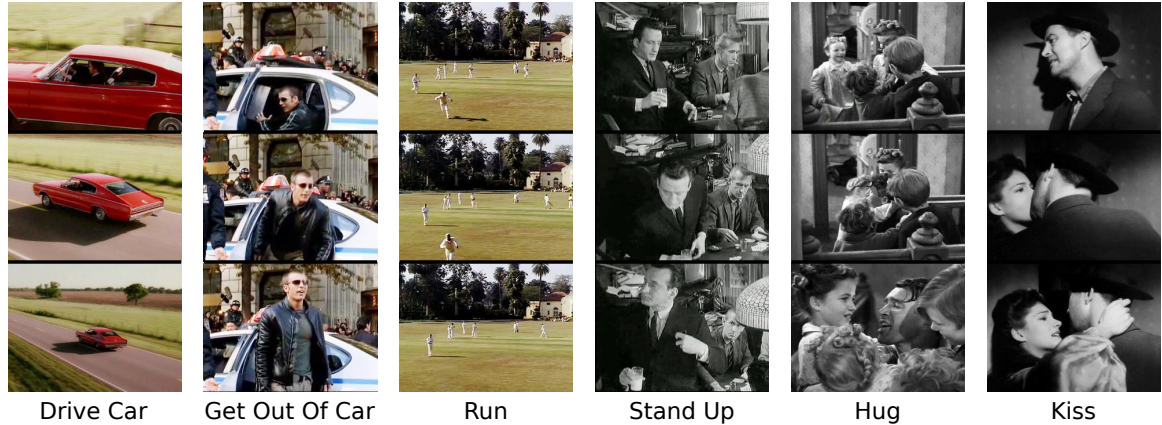 Drive Car
Get Out Of Car
Run
Stand Up
Hug
Kiss